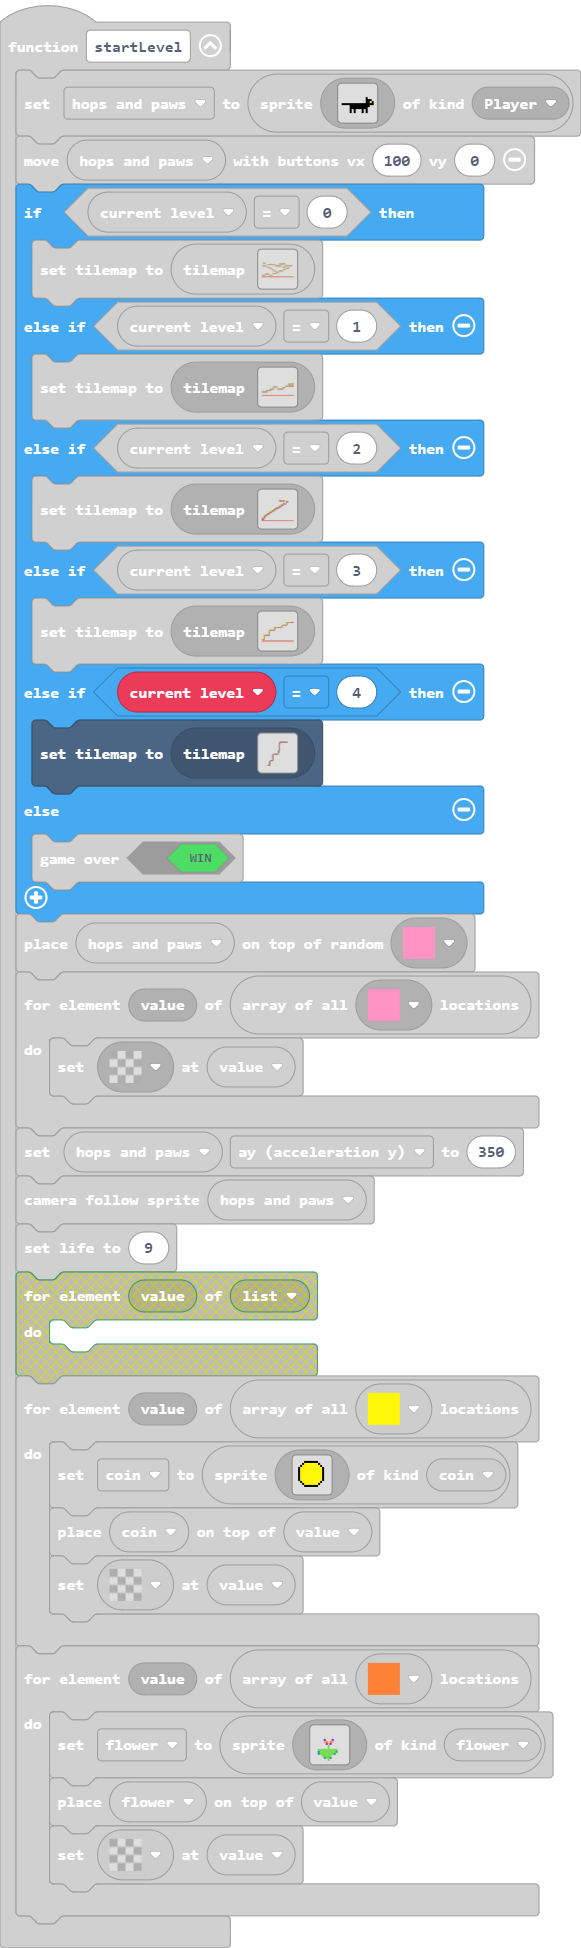 function startLevel
set hops and paws to sprite of kind Player
move hops and paws with buttons vx 100 vy 0
if current level = 0 then
set tilemap to tilemap
else if current level = 1 then
set tilemap to tilemap
else if current level = 2 then
set tilemap to tilemap
else if current level = 3 then
set tilemap to tilemap
else if current level = 4 then
set tilemap to tilemap
else
game over WIN
place hops and paws on top of random
for element value of array of all locations
do
set at value
set hops and paws ay (acceleration y) to 350
camera follow sprite hops and paws
set life to 9
for element value of list
do
for element value of array of all locations
do
set coin to sprite of kind coin
place coin on top of value
set at value
for element value of array of all locations
do
set flower to sprite of kind flower
place flower on top of value
set at value